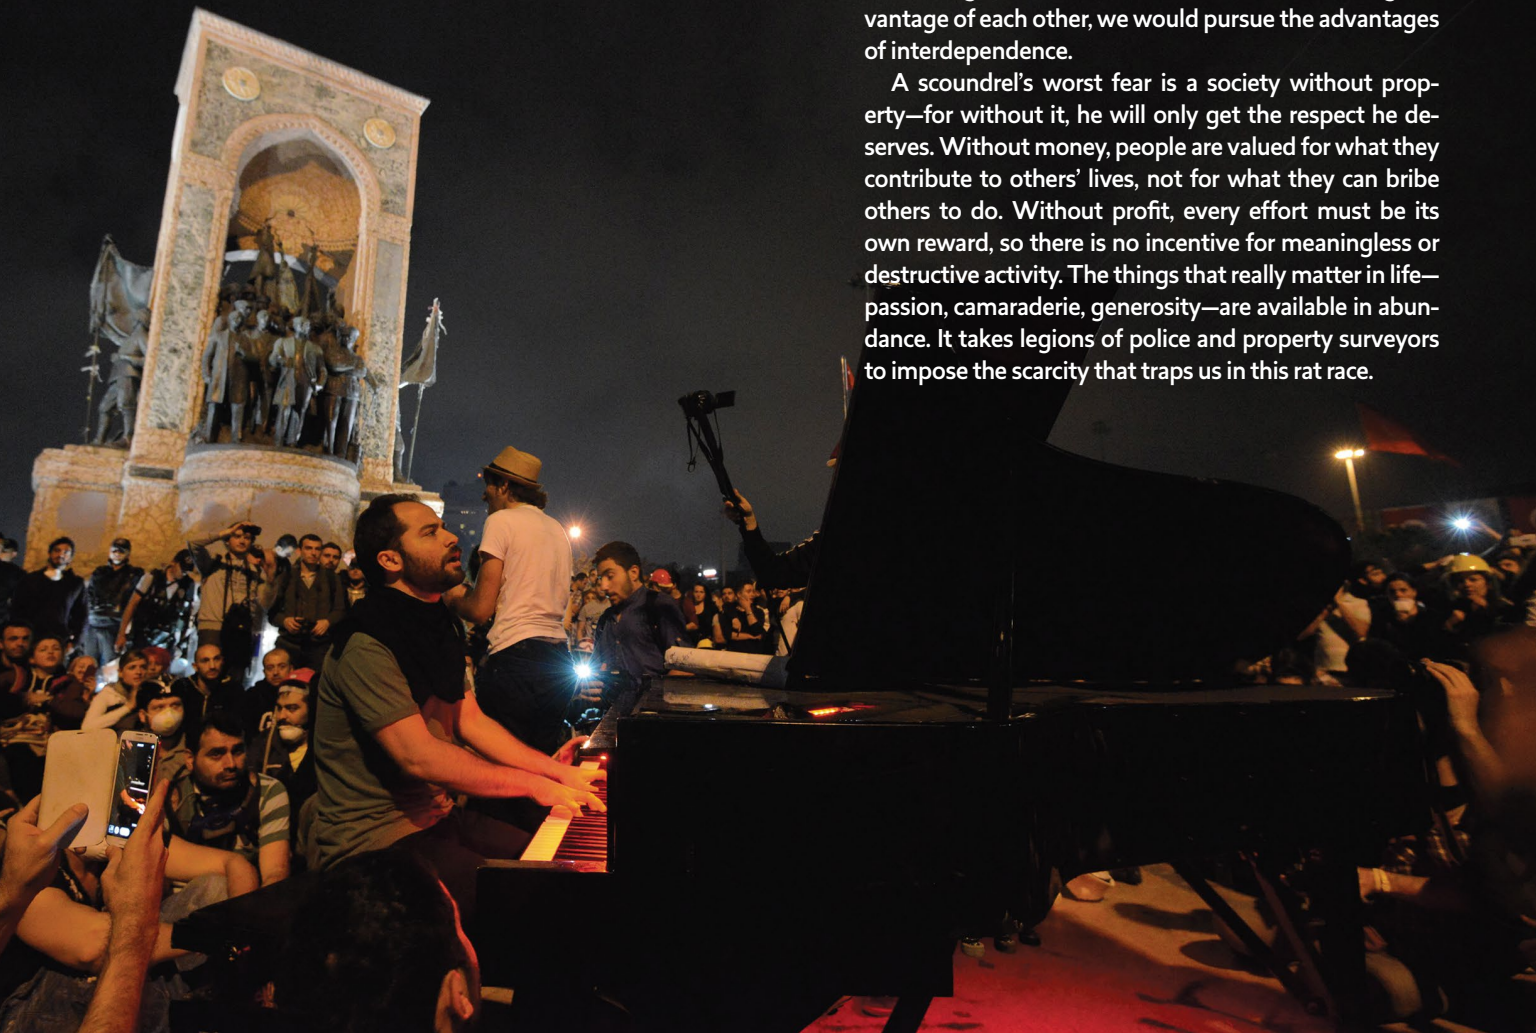 vantage of each other, we would pursue the advantages
of interdependence.
A scoundrel’s worst fear is a society without prop-
erty—for without it, he will only get the respect he de-
serves. Without money, people are valued for what they
contribute to others’ lives, not for what they can bribe
others to do. Without profit, every effort must be its
own reward, so there is no incentive for meaningless or
destructive activity. The things that really matter in life—
passion, camaraderie, generosity—are available in abun-
dance. It takes legions of police and property surveyors
to impose the scarcity that traps us in this rat race.